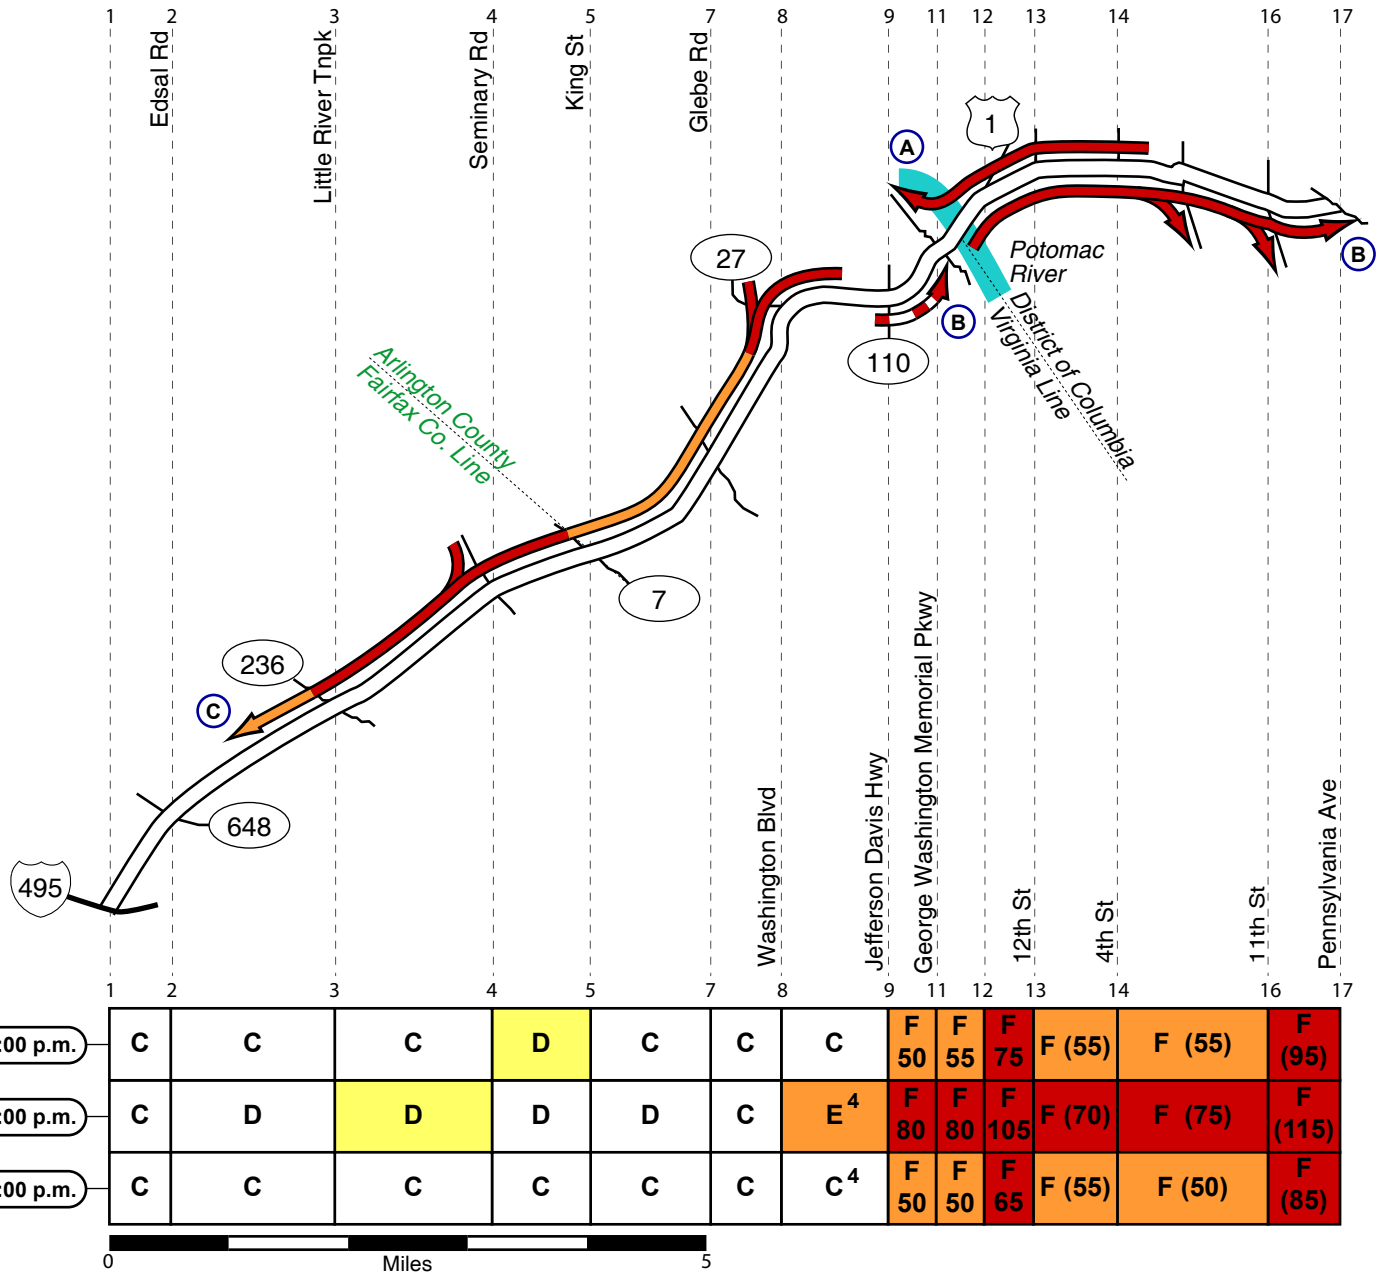 1 2 3 4 5 7 8 9 11 12 13 14 16 17
Edsal Rd
Little River Tnpk
Seminary Rd
King St
Glebe Rd
1
A
27
Potomac
River
B
B
110
District of Columbia
Virginia Line
Arlington County
Fairfax Co. Line
7
236
C
648
495
Washington Blvd
Jefferson Davis Hwy
George Washington Memorial Pkwy
12th St
4th St
11th St
Pennsylvania Ave
1 2 3 4 5 7 8 9 11 12 13 14 16 17
:00 p.m. C C C D C C C F 50 F 55 F 75 F (55) F (55) F (95)
:00 p.m. C D D D D C E 4 F 80 F 80 F 105 F (70) F (75) F (115)
:00 p.m. C C C C C C C 4 F 50 F 50 F 65 F (55) F (50) F (85)
0 Miles 5